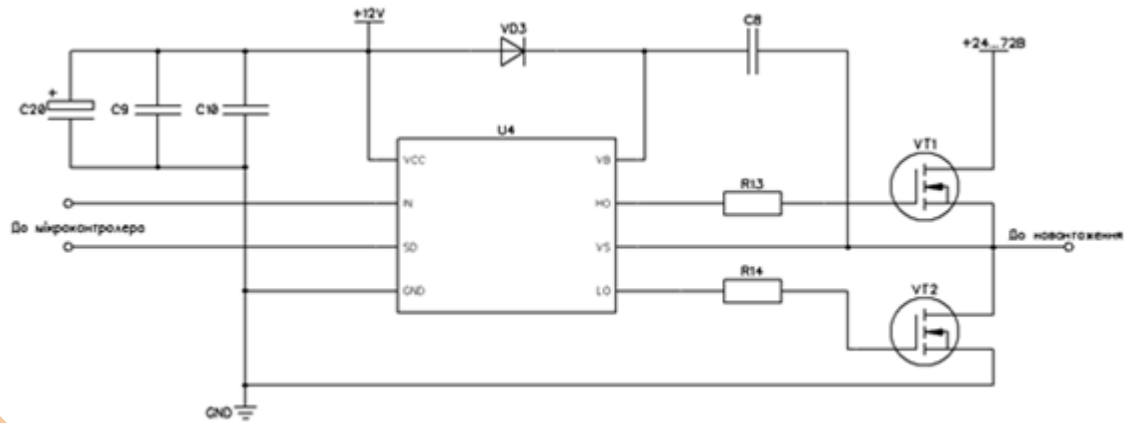 +12V
VD3
C8
+24...72В
C20
+
C9
C10
U4
VCC
VB
VT1
R13
IN
HO
До мікроконтролера
SD
VS
До навантаження
R14
GND
LO
VT2
GND